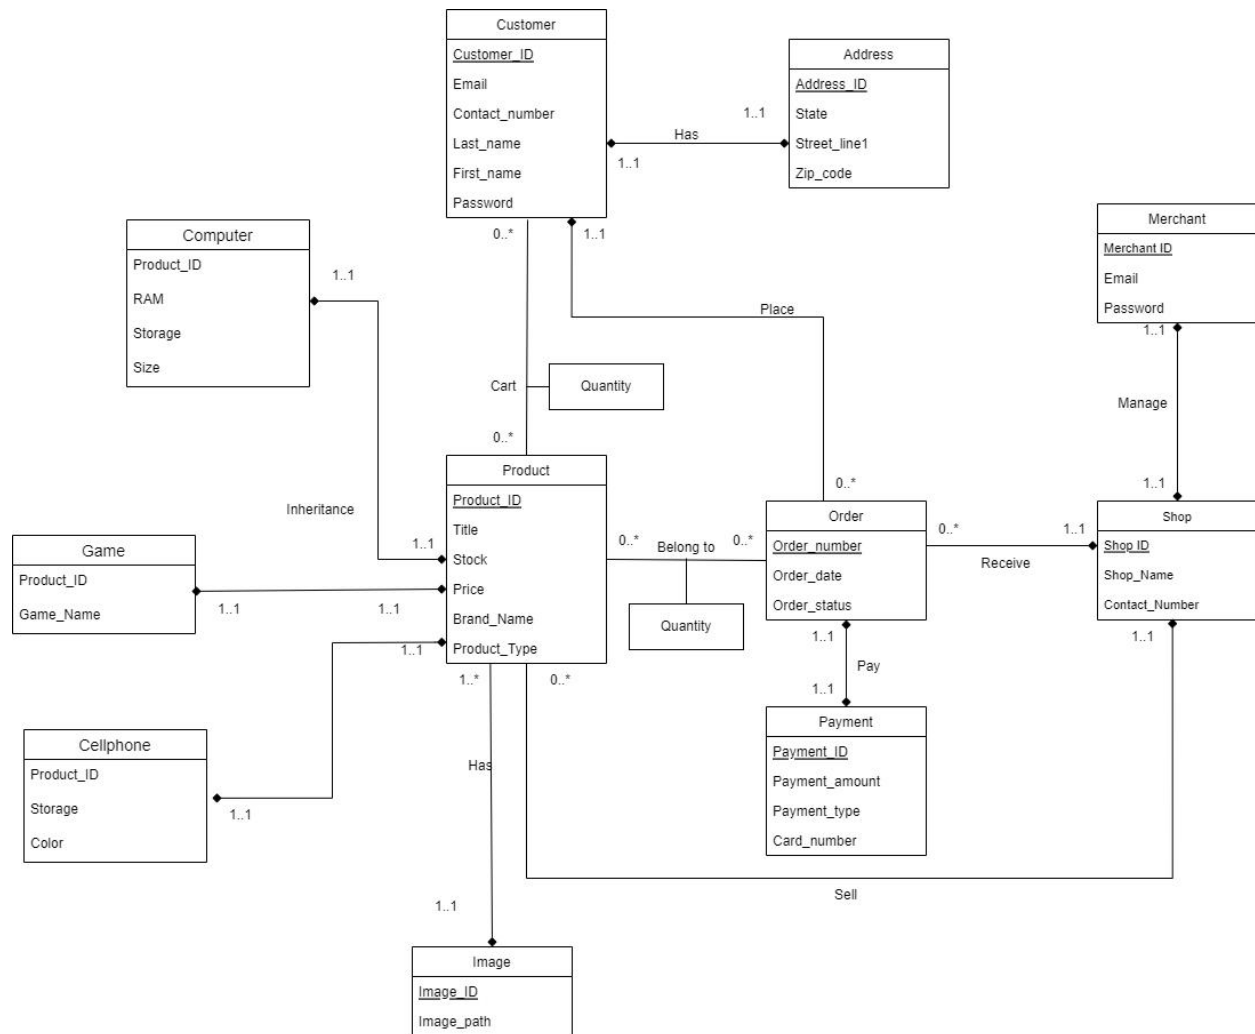 Customer
Customer_ID
Email
Contact_number
Last_name
First_name
Password
Address
Address_ID
State
Street_line1
Zip_code
1..1
Has
1..1
Merchant
Merchant ID
Email
Password
1..1
Computer
Product_ID
RAM
Storage
Size
1..1
0..*
1..1
Place
Cart
Quantity
Manage
0..*
0..*
1..1
Product
Product_ID
Title
Stock
Price
Brand_Name
Product_Type
Inheritance
1..1
Game
Product_ID
Game_Name
1..1
1..1
1..1
0..*
Belong to
0..*
Quantity
Order
Order_number
Order_date
Order_status
0..*
1..1
Receive
Shop
Shop ID
Shop_Name
Contact_Number
1..*
0..*
1..1
1..1
Pay
1..1
Cellphone
Product_ID
Storage
Color
1..1
Has
Payment
Payment_ID
Payment_amount
Payment_type
Card_number
Sell
1..1
Image
Image_ID
Image_path